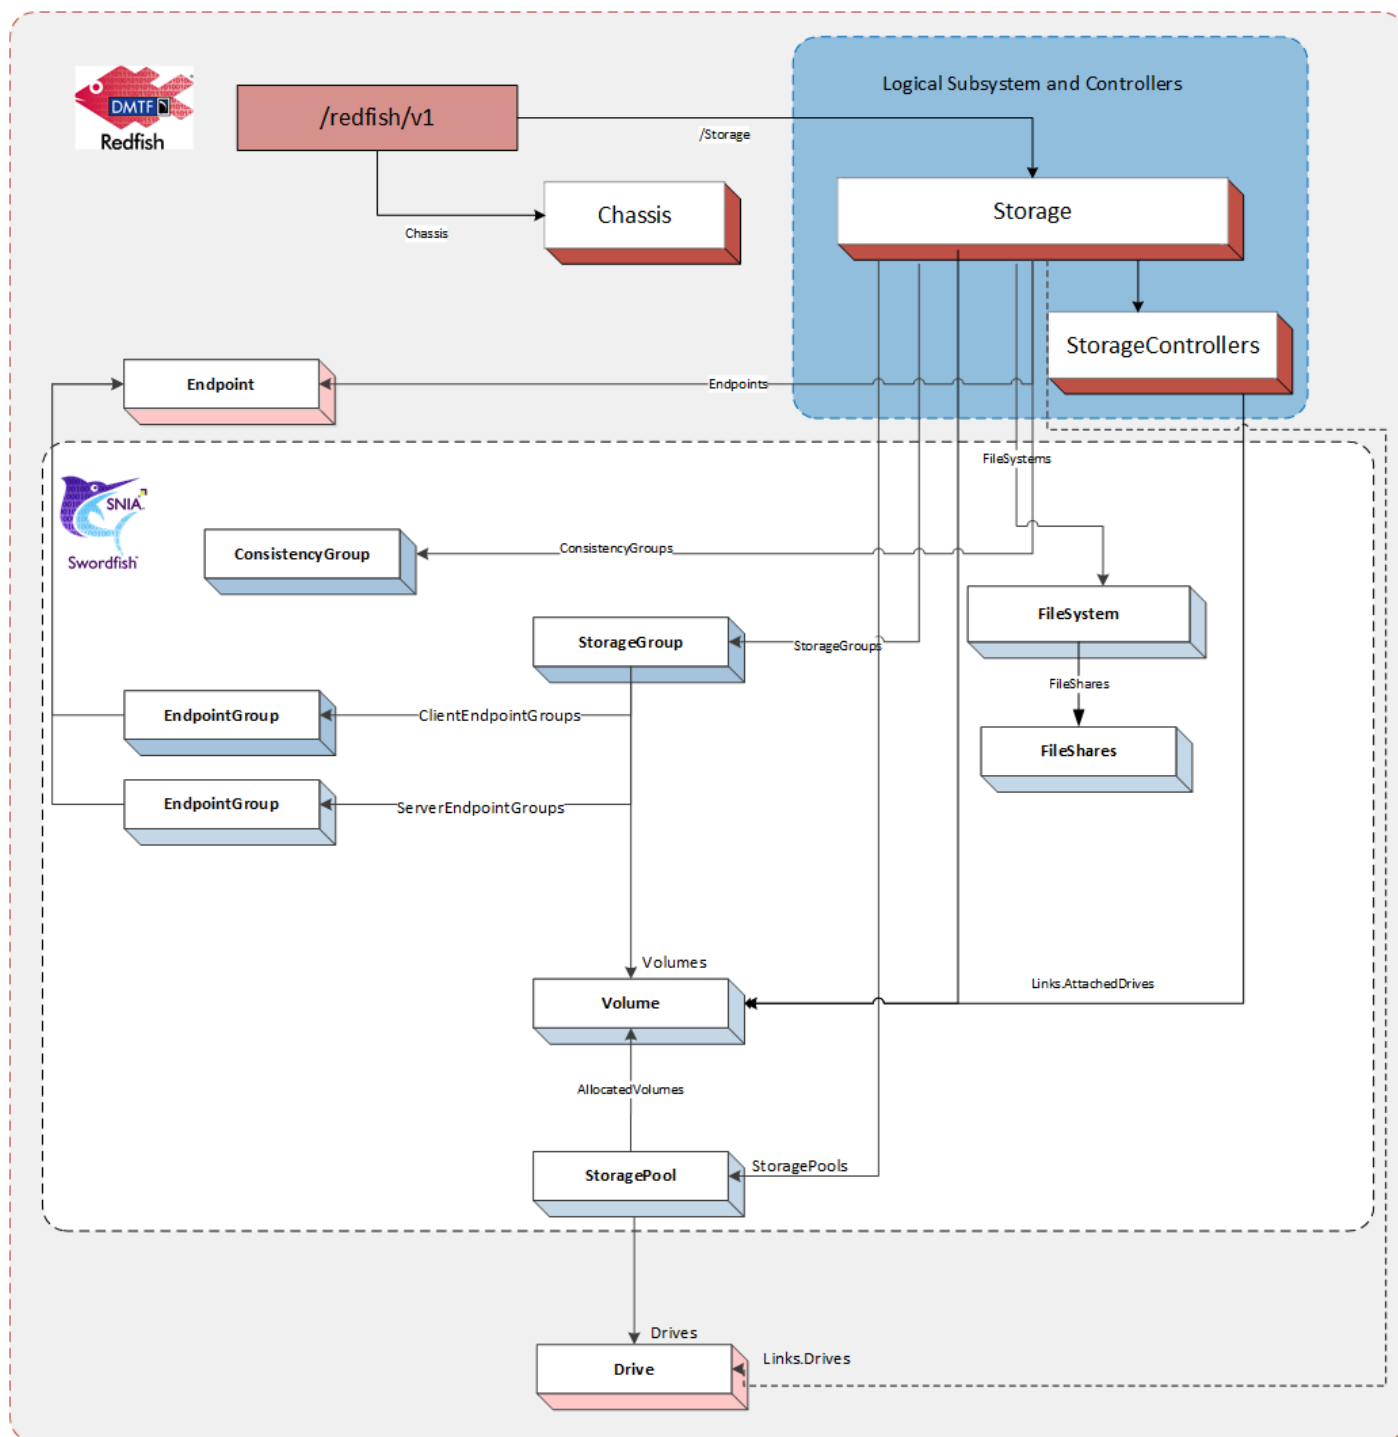 Logical Subsystem and Controllers
DMTF
Redfish
/redfish/v1
/Storage
Chassis
Storage
Chassis
StorageControllers
Endpoint
Endpoints
FileSystems
SNIA
Swordfish
ConsistencyGroup
ConsistencyGroups
FileSystem
StorageGroup
StorageGroups
FileShares
EndpointGroup
ClientEndpointGroups
FileShares
EndpointGroup
ServerEndpointGroups
Volumes
Links.AttachedDrives
Volume
AllocatedVolumes
StoragePools
StoragePool
Drives
Links.Drives
Drive